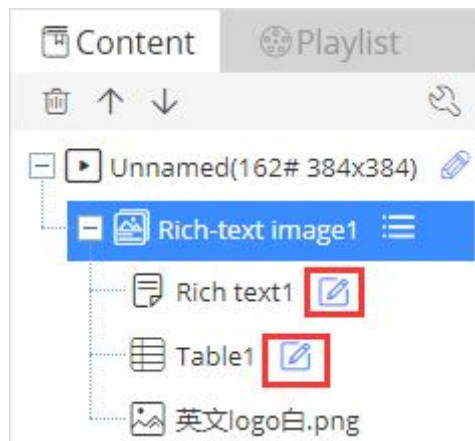 Content Playlist
Unnamed(162# 384x384)
Rich-text image1
Rich text1
Table1
英文logo白.png